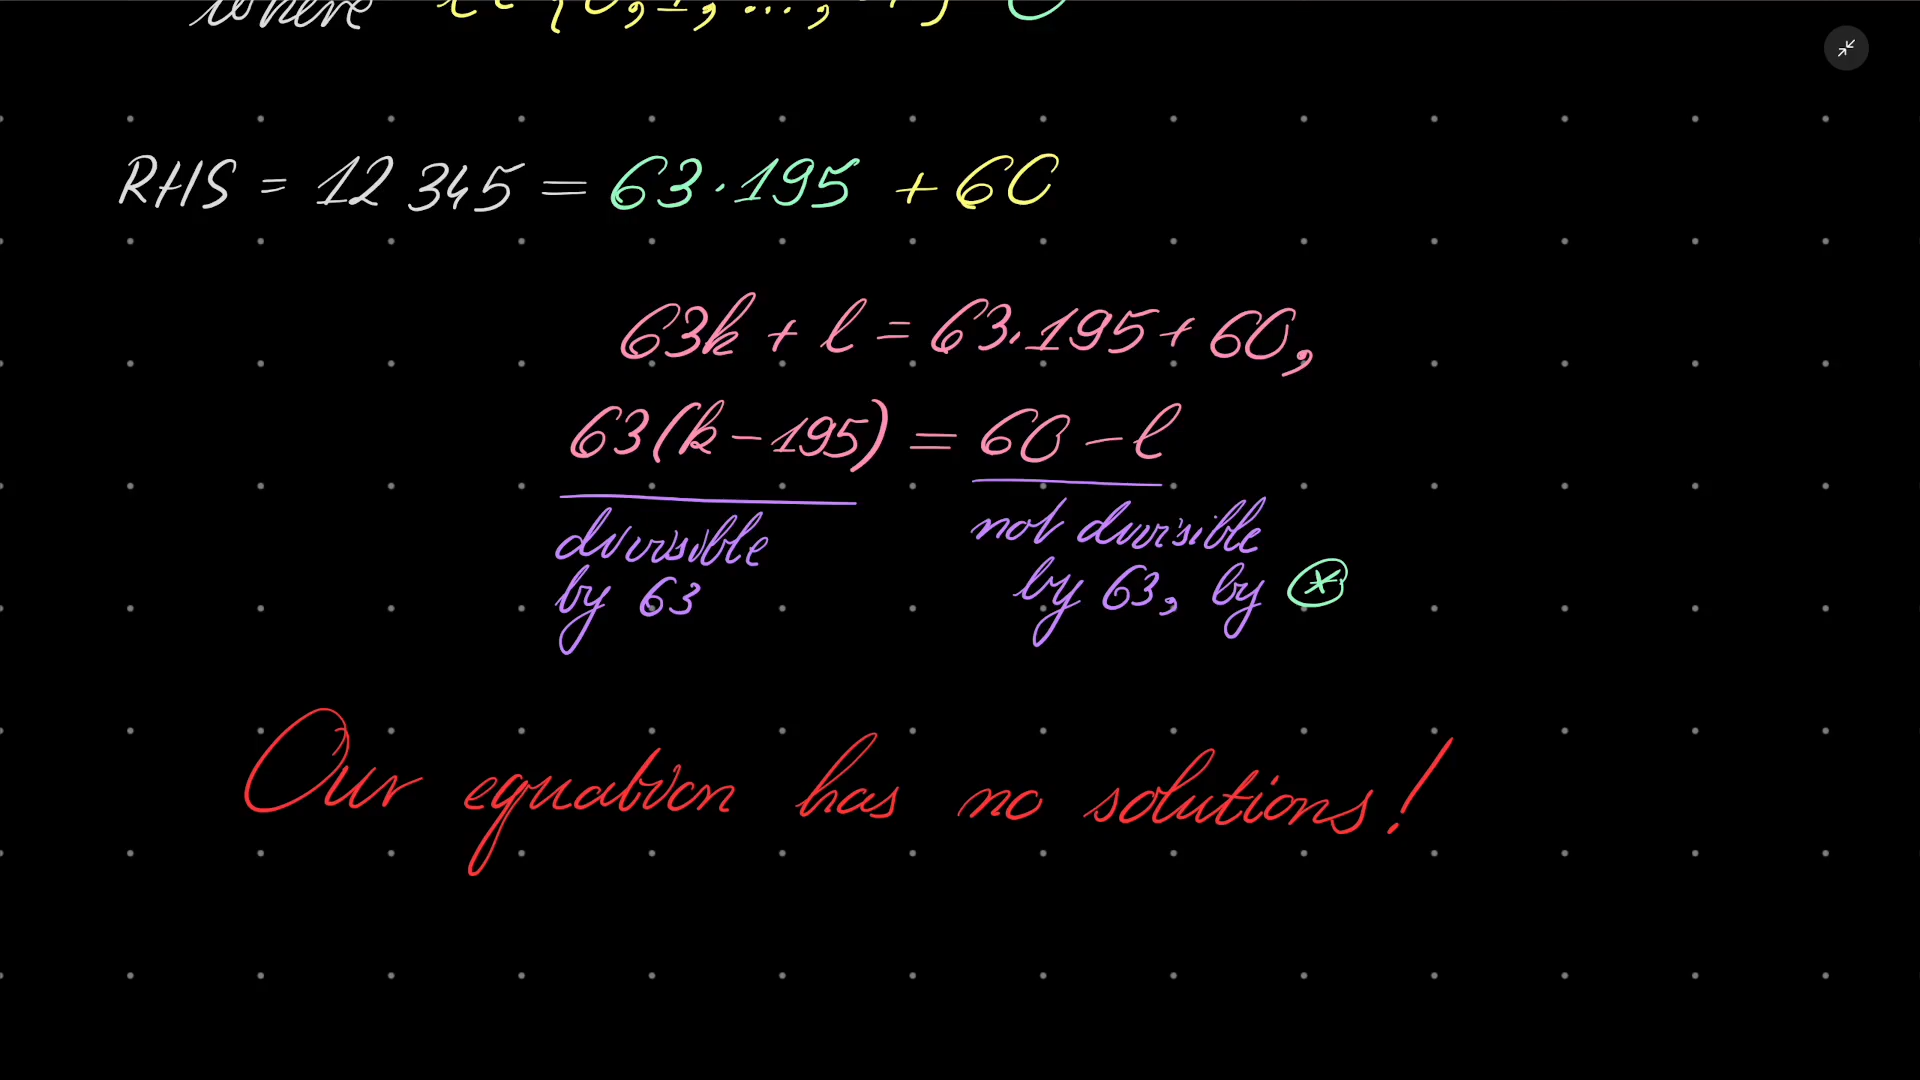 where
RHS = 12 345 = 63·195 + 60
63k + l = 63·195 + 60,
63(k - 195) = 60 - l
divisible by 63
not divisible by 63, by *
Our equation has no solutions!